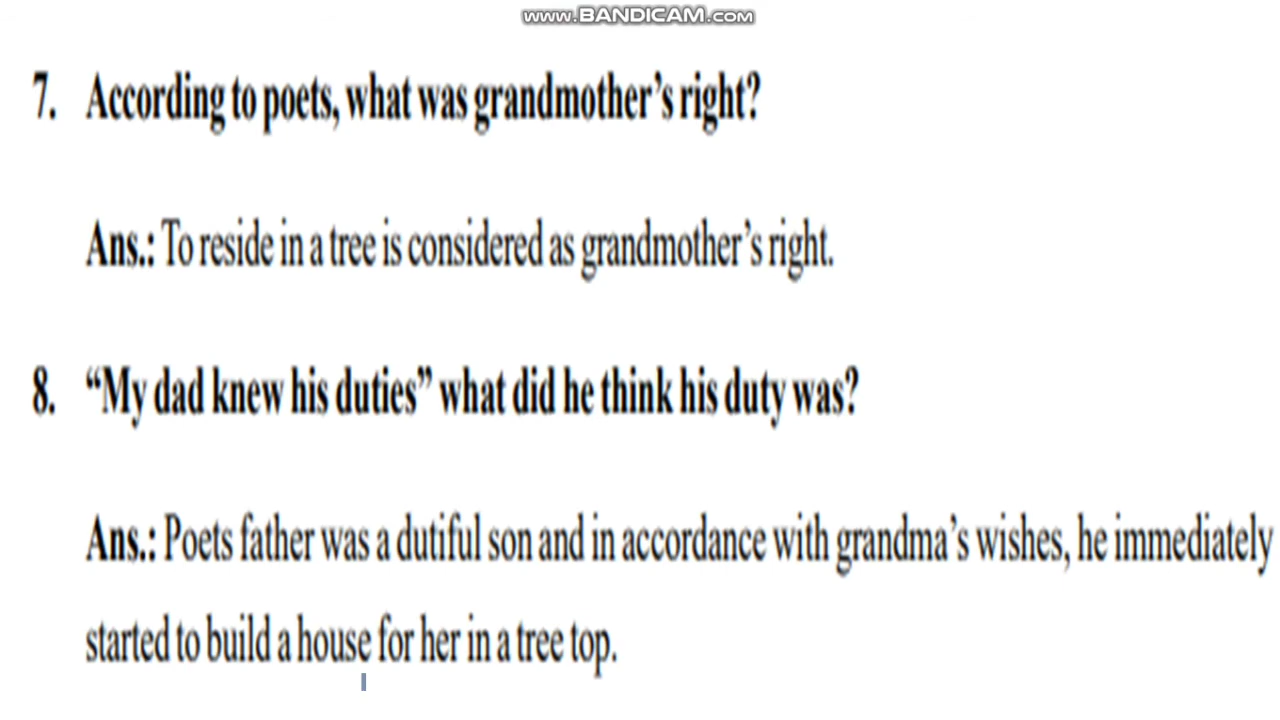 www.BANDICAM.com
7. According to poets, what was grandmother’s right?
Ans.: To reside in a tree is considered as grandmother’s right.
8. “My dad knew his duties” what did he think his duty was?
Ans.: Poets father was a dutiful son and in accordance with grandma’s wishes, he immediately
started to build a house for her in a tree top.